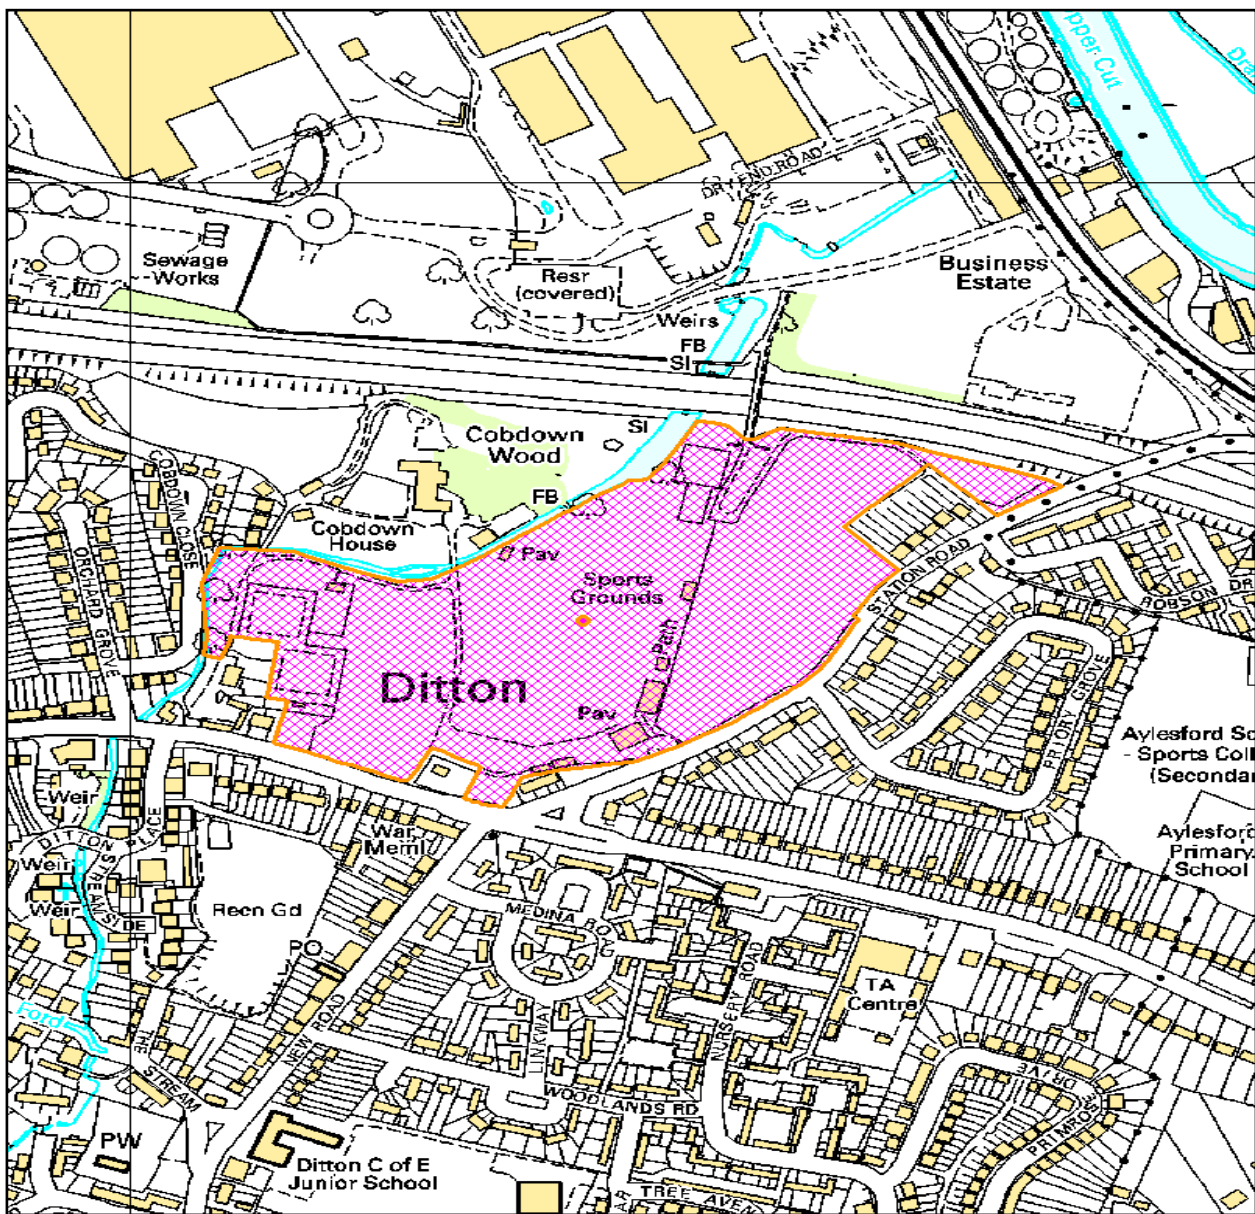 pper Cut
Dra
DRY END ROAD
Sewage
Works
Resr
(covered)
Business
Estate
Weirs
FB
Sl
Sl
Cobdown
Wood
FB
COBDOWN CLOSE
Cobdown
House
Pav
ORCHARD GROVE
Sports
Grounds
STATION ROAD
ROBSON DR
Path
Ditton
Pav
PRIORY GROVE
Aylesford Sc
- Sports Coll
(Secondar
Weir
PLACE
War
Meml
DITTON STREAMSIDE
Weir
Weir
Aylesford
Primary
School
Recn Gd
MEDINA ROAD
PO
NURSERY ROAD
TA
Centre
Ford
NEW ROAD
LINKWAY
THE
STREAM
WOODLANDS RD
PRIMROSE
DRIVE
PW
Ditton C of E
Junior School
TREE AVEN